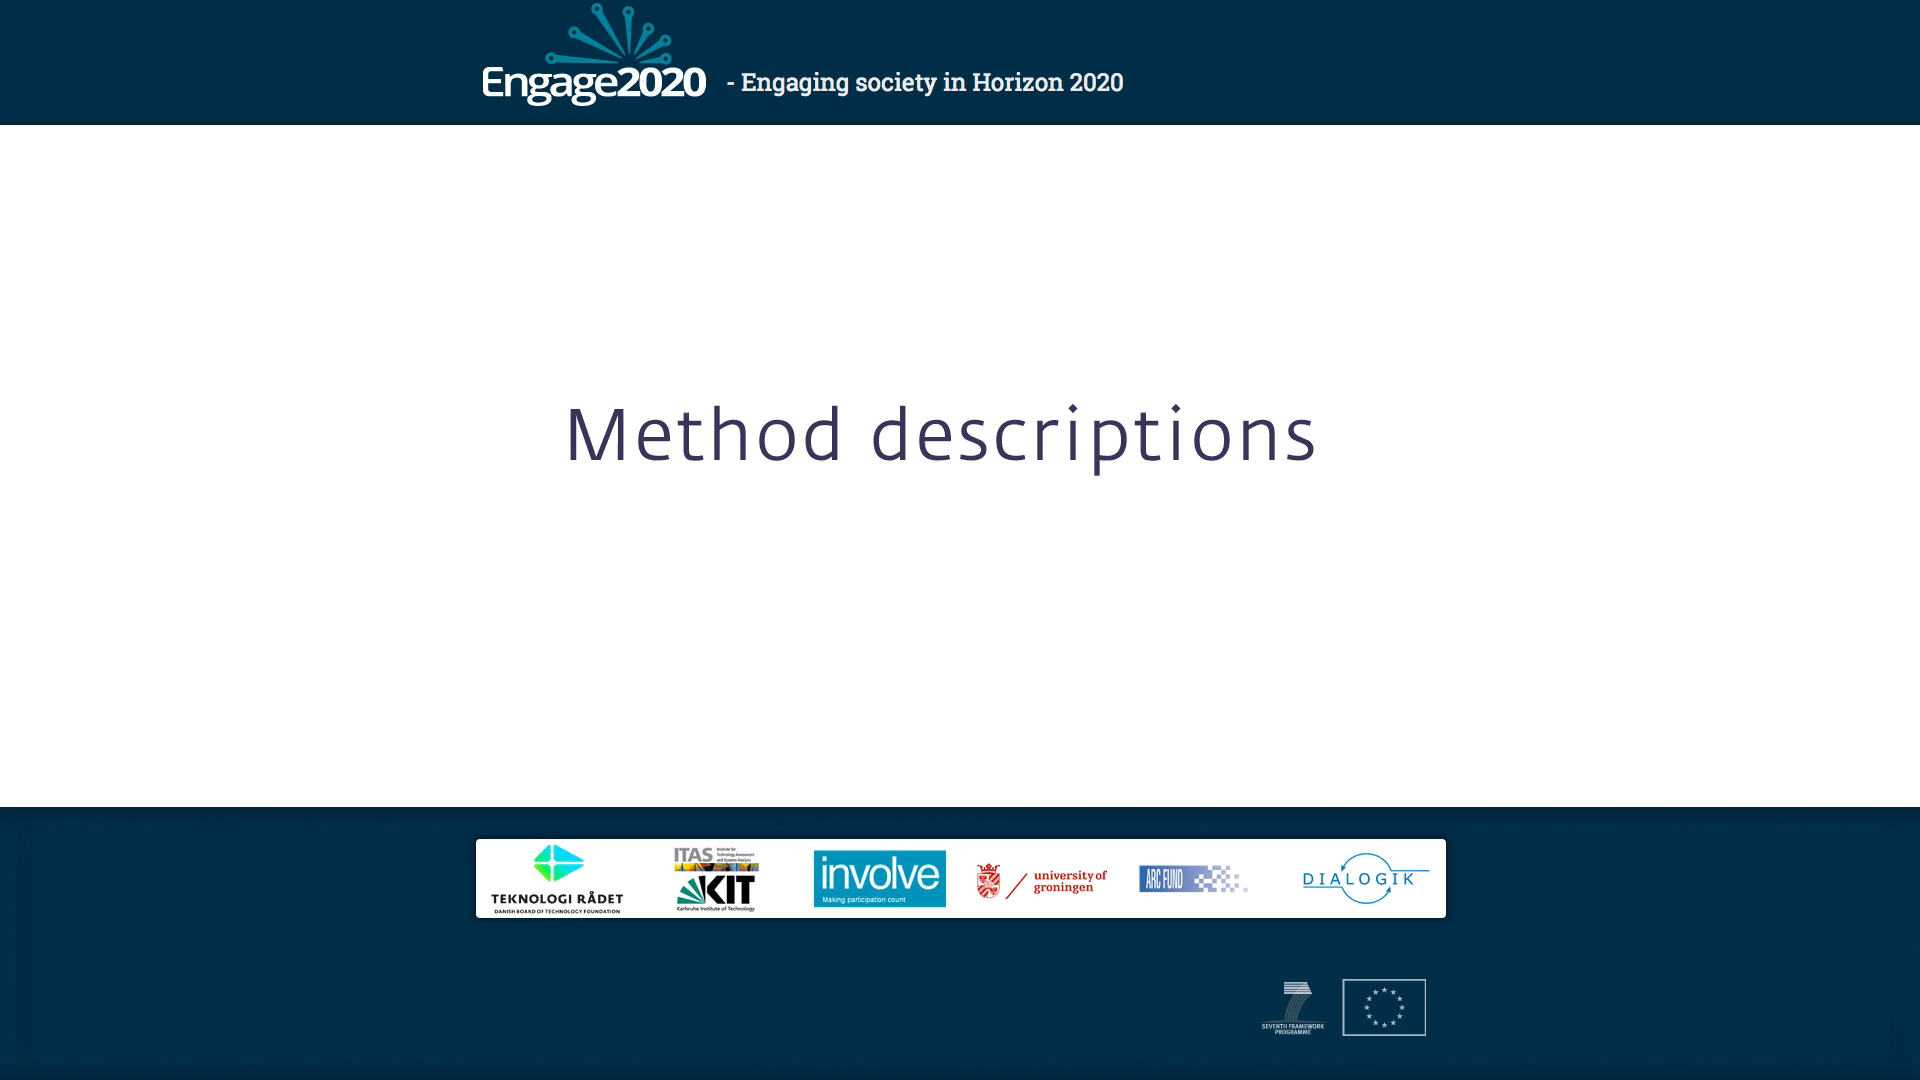 Engage2020 - Engaging society in Horizon 2020
Method descriptions
TEKNOLOGI RÅDET
DANISH BOARD OF TECHNOLOGY FOUNDATION
ITAS
Institute for
Technology Assessment
and Systems Analysis
KIT
Karlsruhe Institute of Technology
involve
Making participation count
university of
groningen
ARC FUND
DIALOGIK
SEVENTH FRAMEWORK
PROGRAMME